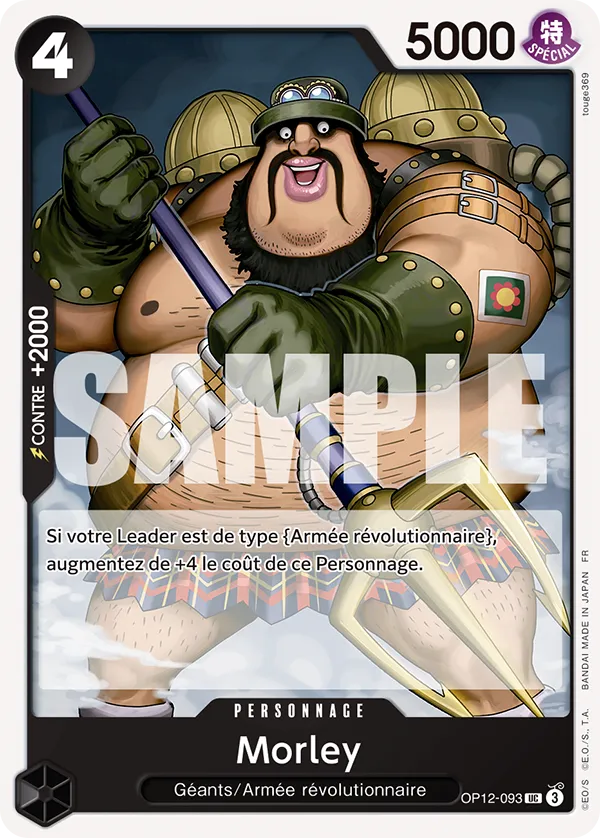 4
5000
特
SPÉCIAL
touge369
CONTRE +2000
SAMPLE
Si votre Leader est de type {Armée révolutionnaire},
augmentez de +4 le coût de ce Personnage.
PERSONNAGE
Morley
Géants/Armée révolutionnaire
OP12-093 UC 3
©E.O/S ©E.O./S., T.A. BANDAI MADE IN JAPAN FR